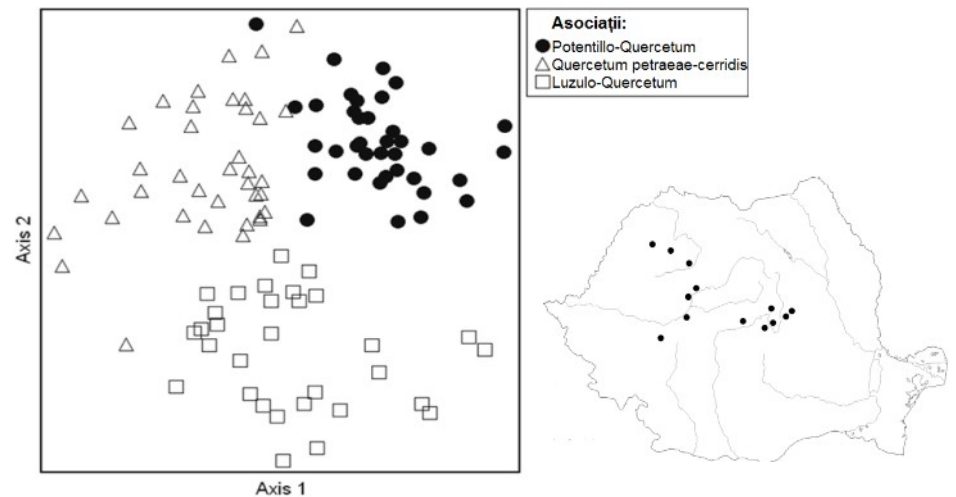 Asociații:
Potentillo-Quercetum
Quercetum petraeae-cerridis
Luzulo-Quercetum
Axis 2
Axis 1